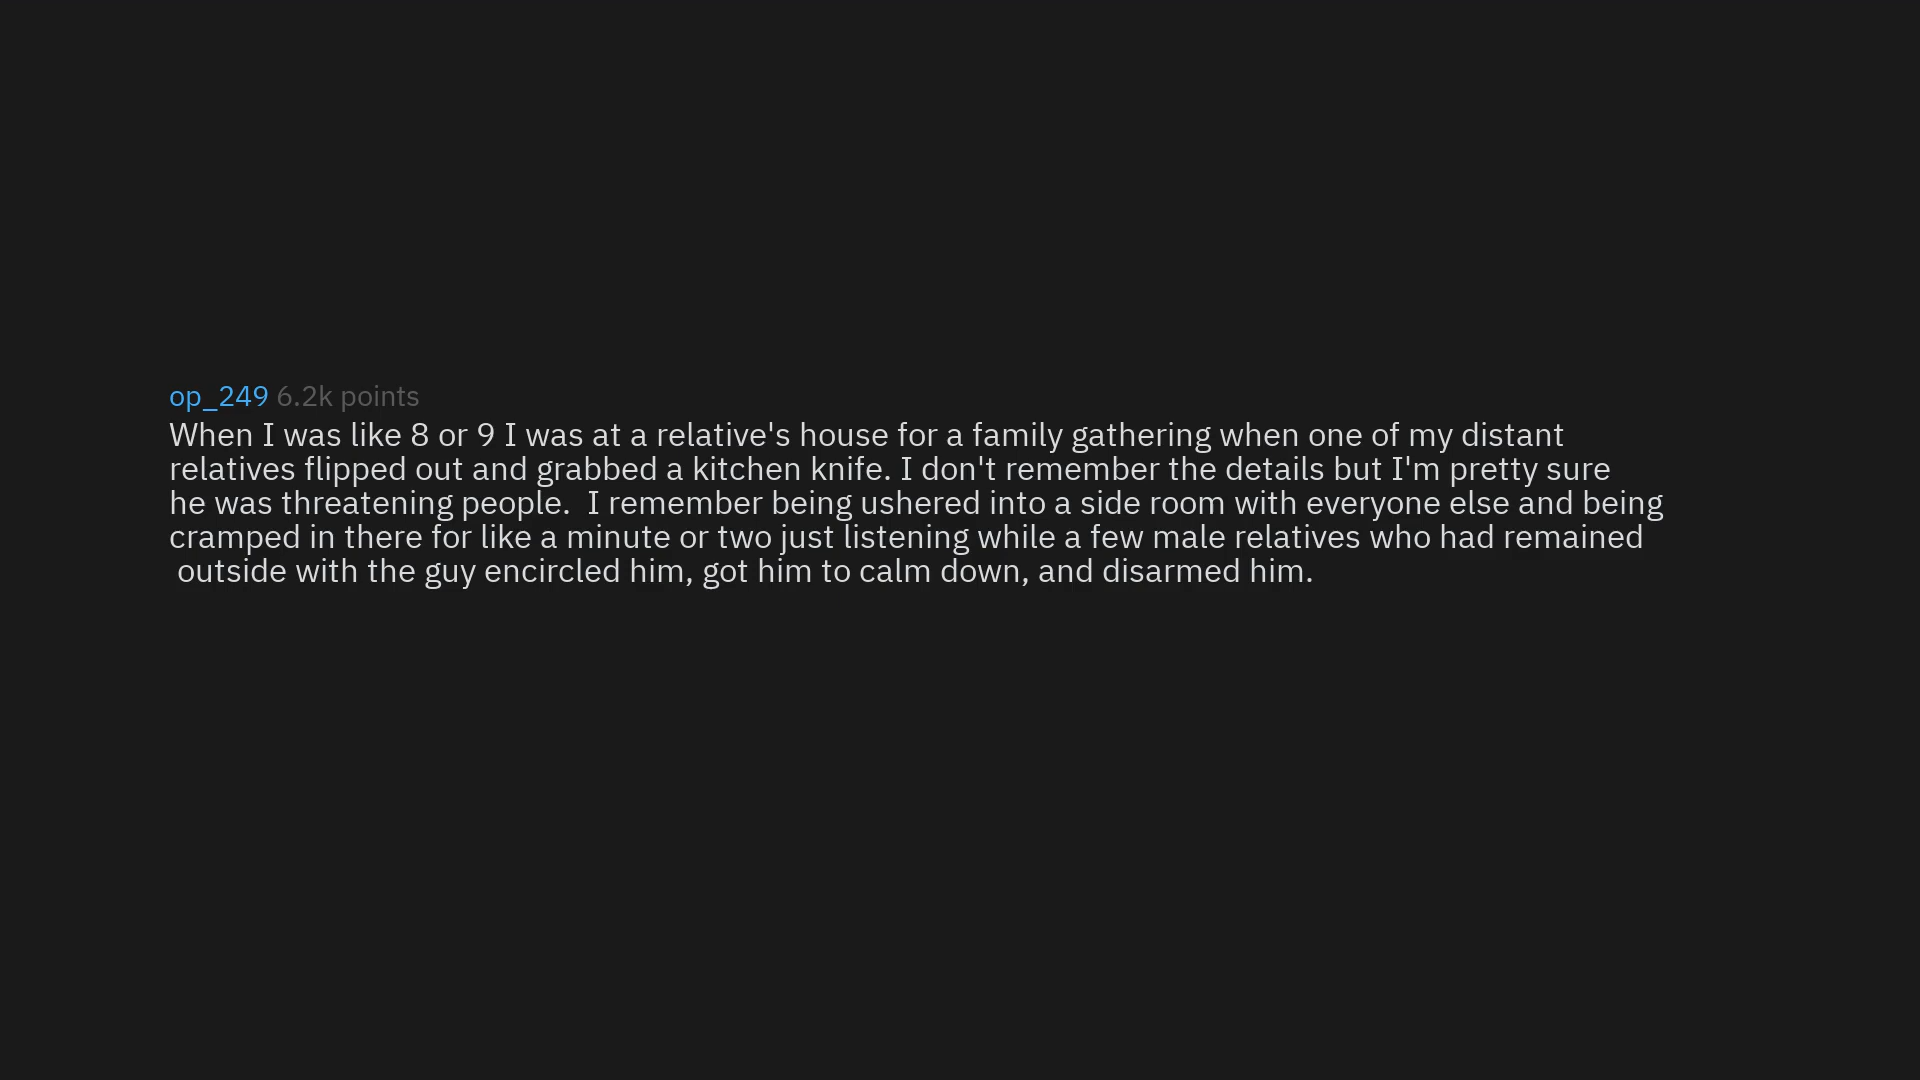 op_249 6.2k points
When I was like 8 or 9 I was at a relative's house for a family gathering when one of my distant
relatives flipped out and grabbed a kitchen knife. I don't remember the details but I'm pretty sure
he was threatening people.  I remember being ushered into a side room with everyone else and being
cramped in there for like a minute or two just listening while a few male relatives who had remained
outside with the guy encircled him, got him to calm down, and disarmed him.